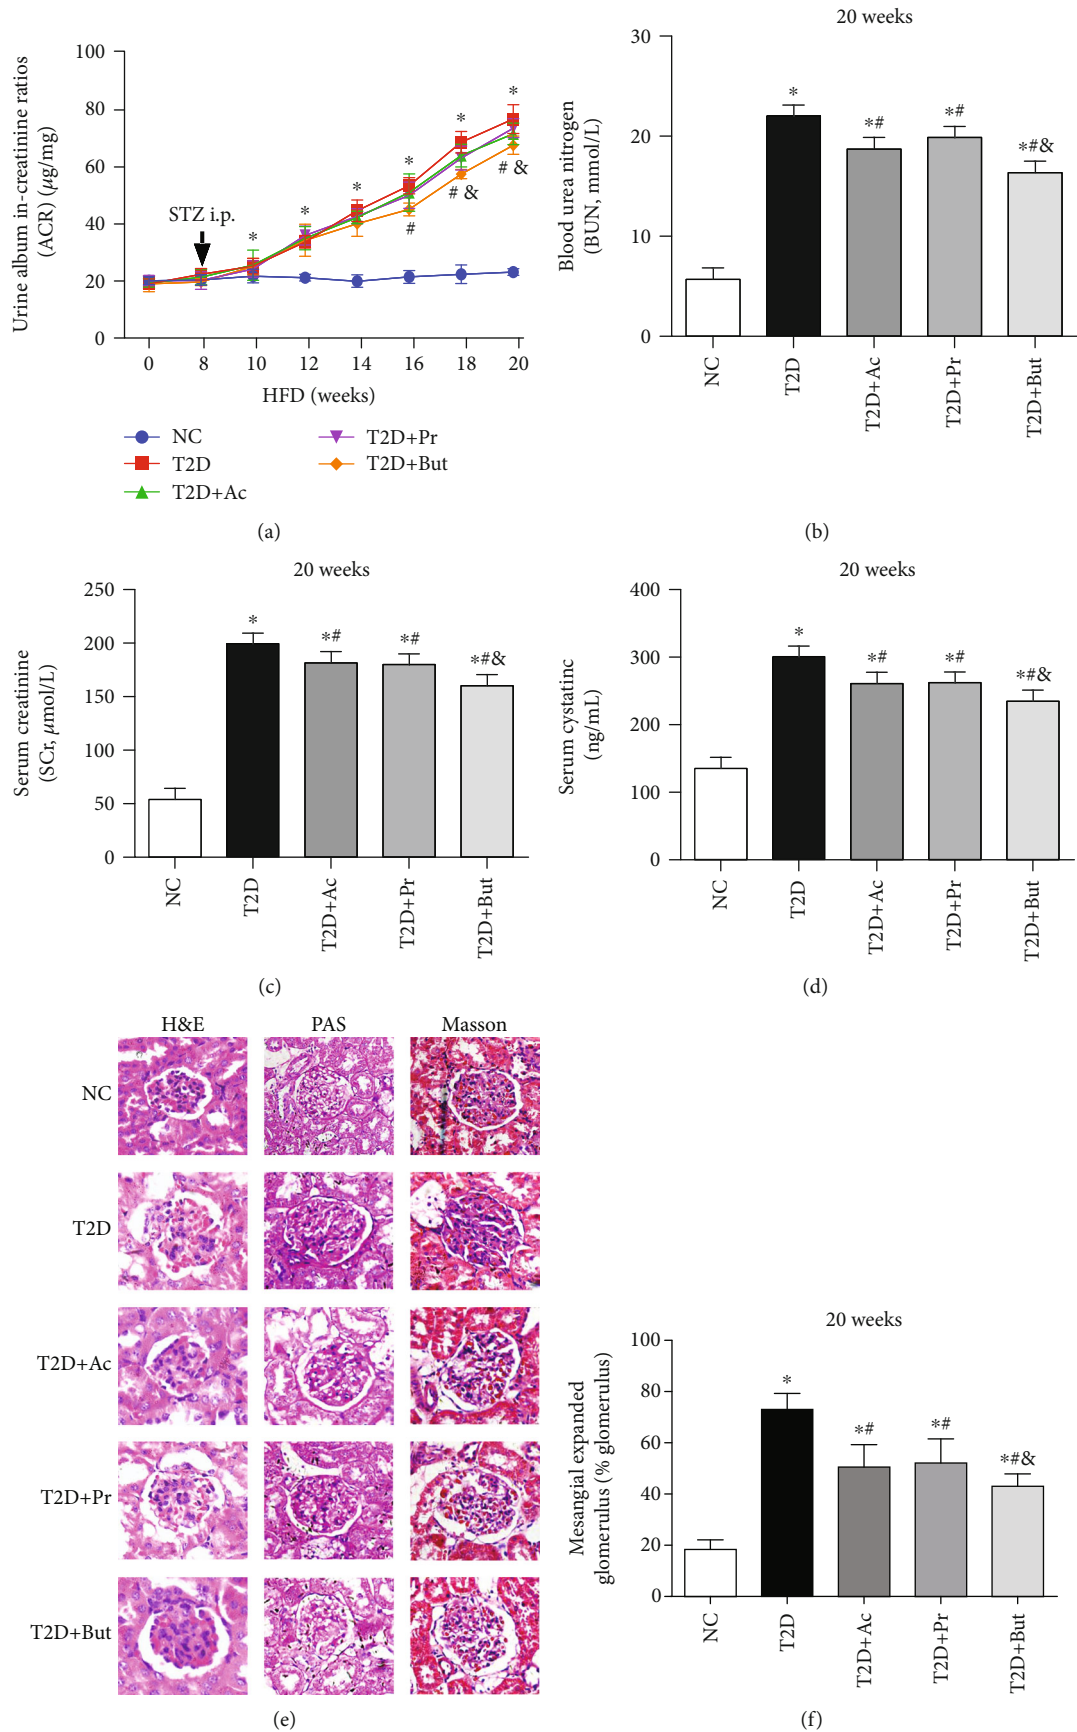 Urine album in-creatinine ratios
(ACR) (μg/mg)
100
80
60
40
20
0
STZ i.p.
*
*
*
*
*
*
#
# &
# &
0
8
10
12
14
16
18
20
HFD (weeks)
NC
T2D
T2D+Ac
T2D+Pr
T2D+But
(a)
20 weeks
Blood urea nitrogen
(BUN, mmol/L)
30
20
10
0
*
*#
*#
*#&
NC
T2D
T2D+Ac
T2D+Pr
T2D+But
(b)
20 weeks
Serum creatinine
(SCr, μmol/L)
250
200
150
100
50
0
*
*#
*#
*#&
NC
T2D
T2D+Ac
T2D+Pr
T2D+But
(c)
20 weeks
Serum cystatinc
(ng/mL)
400
300
200
100
0
*
*#
*#
*#&
NC
T2D
T2D+Ac
T2D+Pr
T2D+But
(d)
H&E
PAS
Masson
NC
T2D
T2D+Ac
T2D+Pr
T2D+But
(e)
20 weeks
Mesangial expanded
glomerulus (% glomerulus)
100
80
60
40
20
0
*
*#
*#
*#&
NC
T2D
T2D+Ac
T2D+Pr
T2D+But
(f)